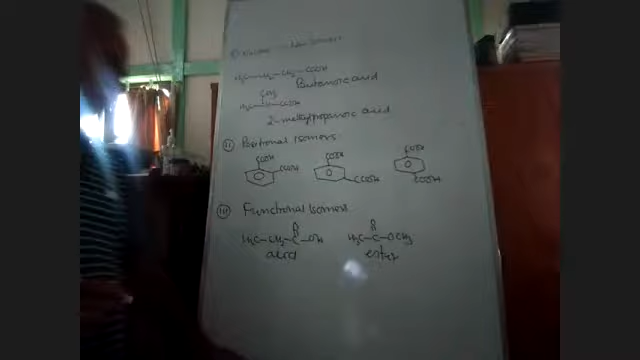 H₃C-CH₂-CH₂-COOH
Butanoic acid
CH₃
H₃C-CH-COOH
2-methylpropanoic acid
(ii) Positional Isomers
COOH COOH COOH
COOH COOH COOH
(iii) Functional Isomers
O O
H₃C-CH₂-C-OH H₃C-C-OCH₃
acid ester